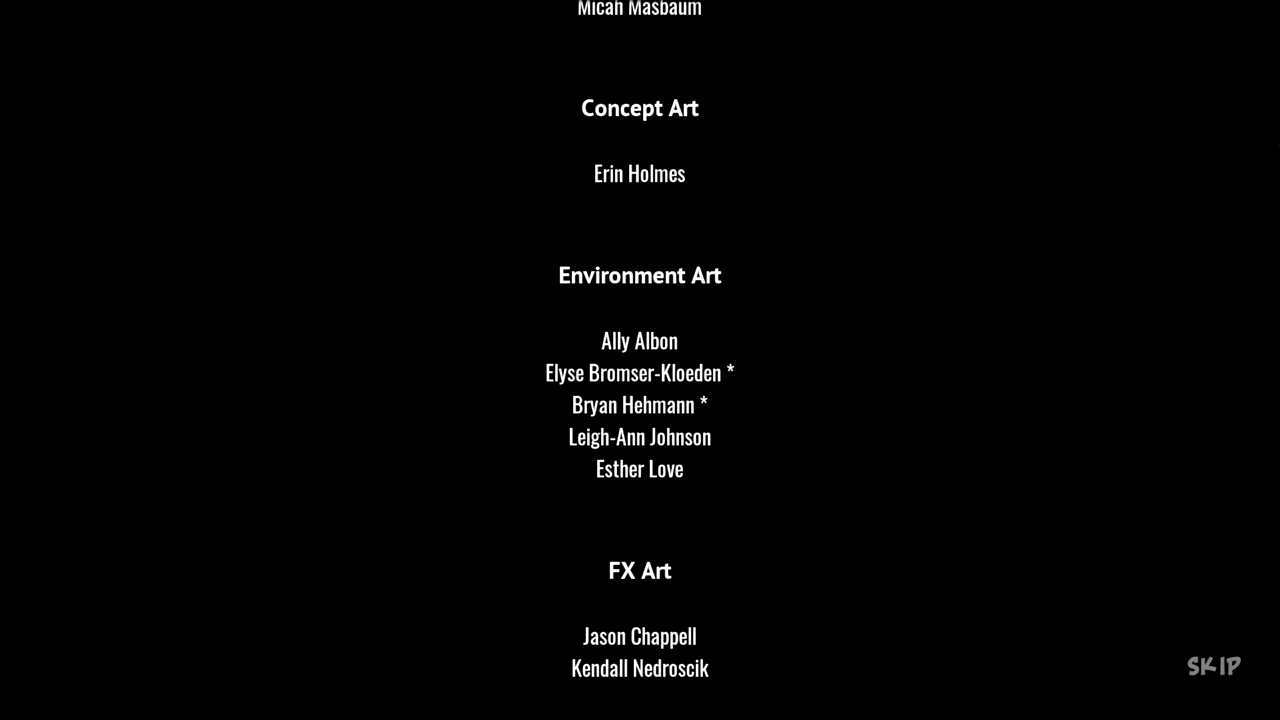 Micah Masbaum
Concept Art
Erin Holmes
Environment Art
Ally Albon
Elyse Bromser-Kloeden *
Bryan Hehmann *
Leigh-Ann Johnson
Esther Love
FX Art
Jason Chappell
Kendall Nedroscik
SKIP